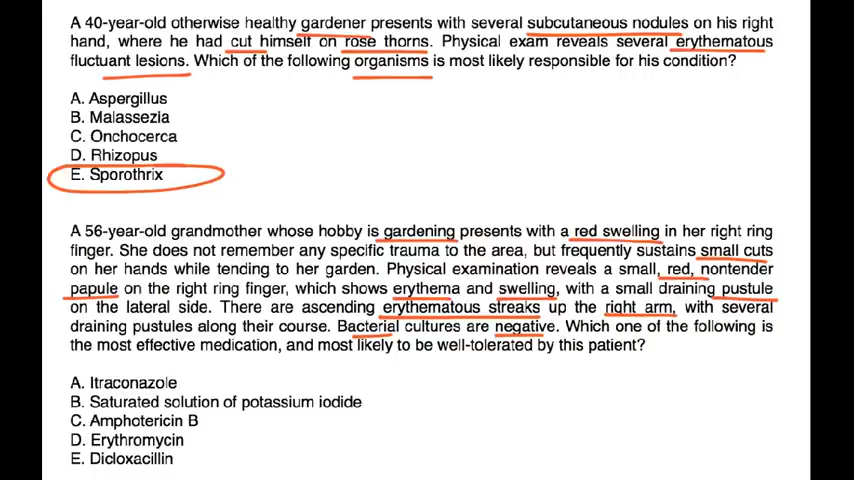 A 40-year-old otherwise healthy gardener presents with several subcutaneous nodules on his right
hand, where he had cut himself on rose thorns. Physical exam reveals several erythematous
fluctuant lesions. Which of the following organisms is most likely responsible for his condition?
A. Aspergillus
B. Malassezia
C. Onchocerca
D. Rhizopus
E. Sporothrix
A 56-year-old grandmother whose hobby is gardening presents with a red swelling in her right ring
finger. She does not remember any specific trauma to the area, but frequently sustains small cuts
on her hands while tending to her garden. Physical examination reveals a small, red, nontender
papule on the right ring finger, which shows erythema and swelling, with a small draining pustule
on the lateral side. There are ascending erythematous streaks up the right arm, with several
draining pustules along their course. Bacterial cultures are negative. Which one of the following is
the most effective medication, and most likely to be well-tolerated by this patient?
A. Itraconazole
B. Saturated solution of potassium iodide
C. Amphotericin B
D. Erythromycin
E. Dicloxacillin